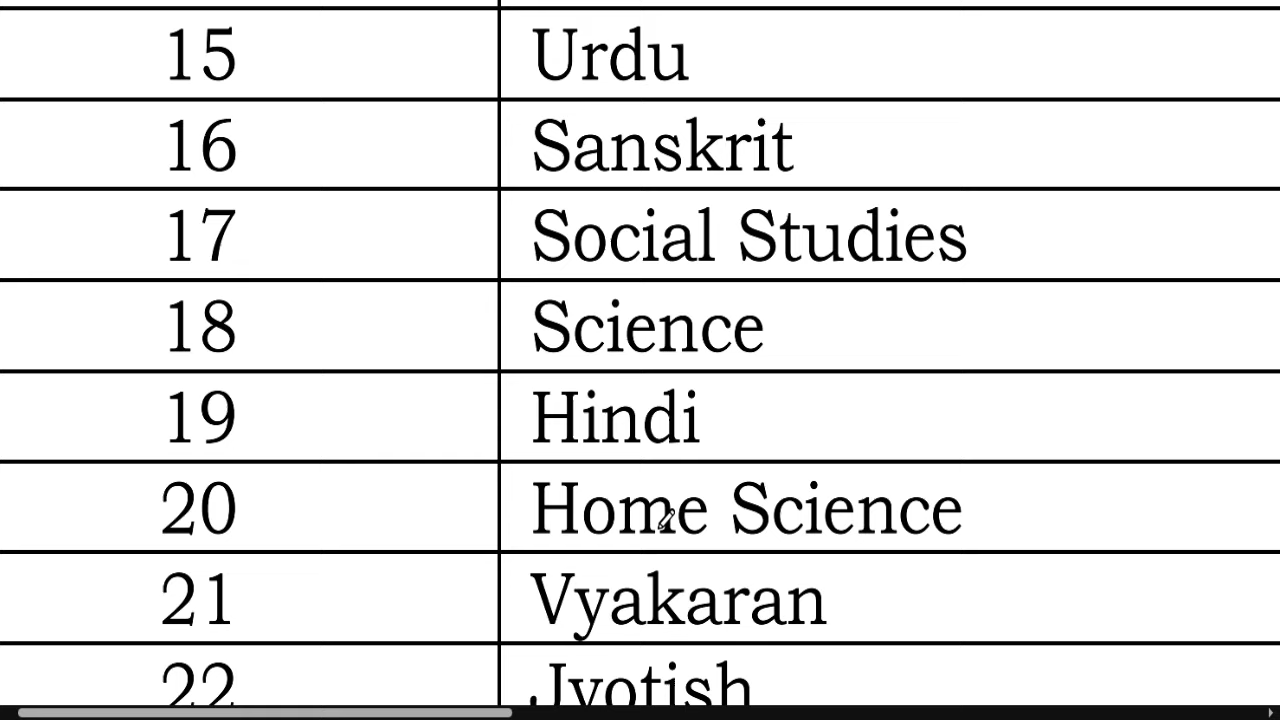 15 Urdu
16 Sanskrit
17 Social Studies
18 Science
19 Hindi
20 Home Science
21 Vyakaran
22 Jyotish